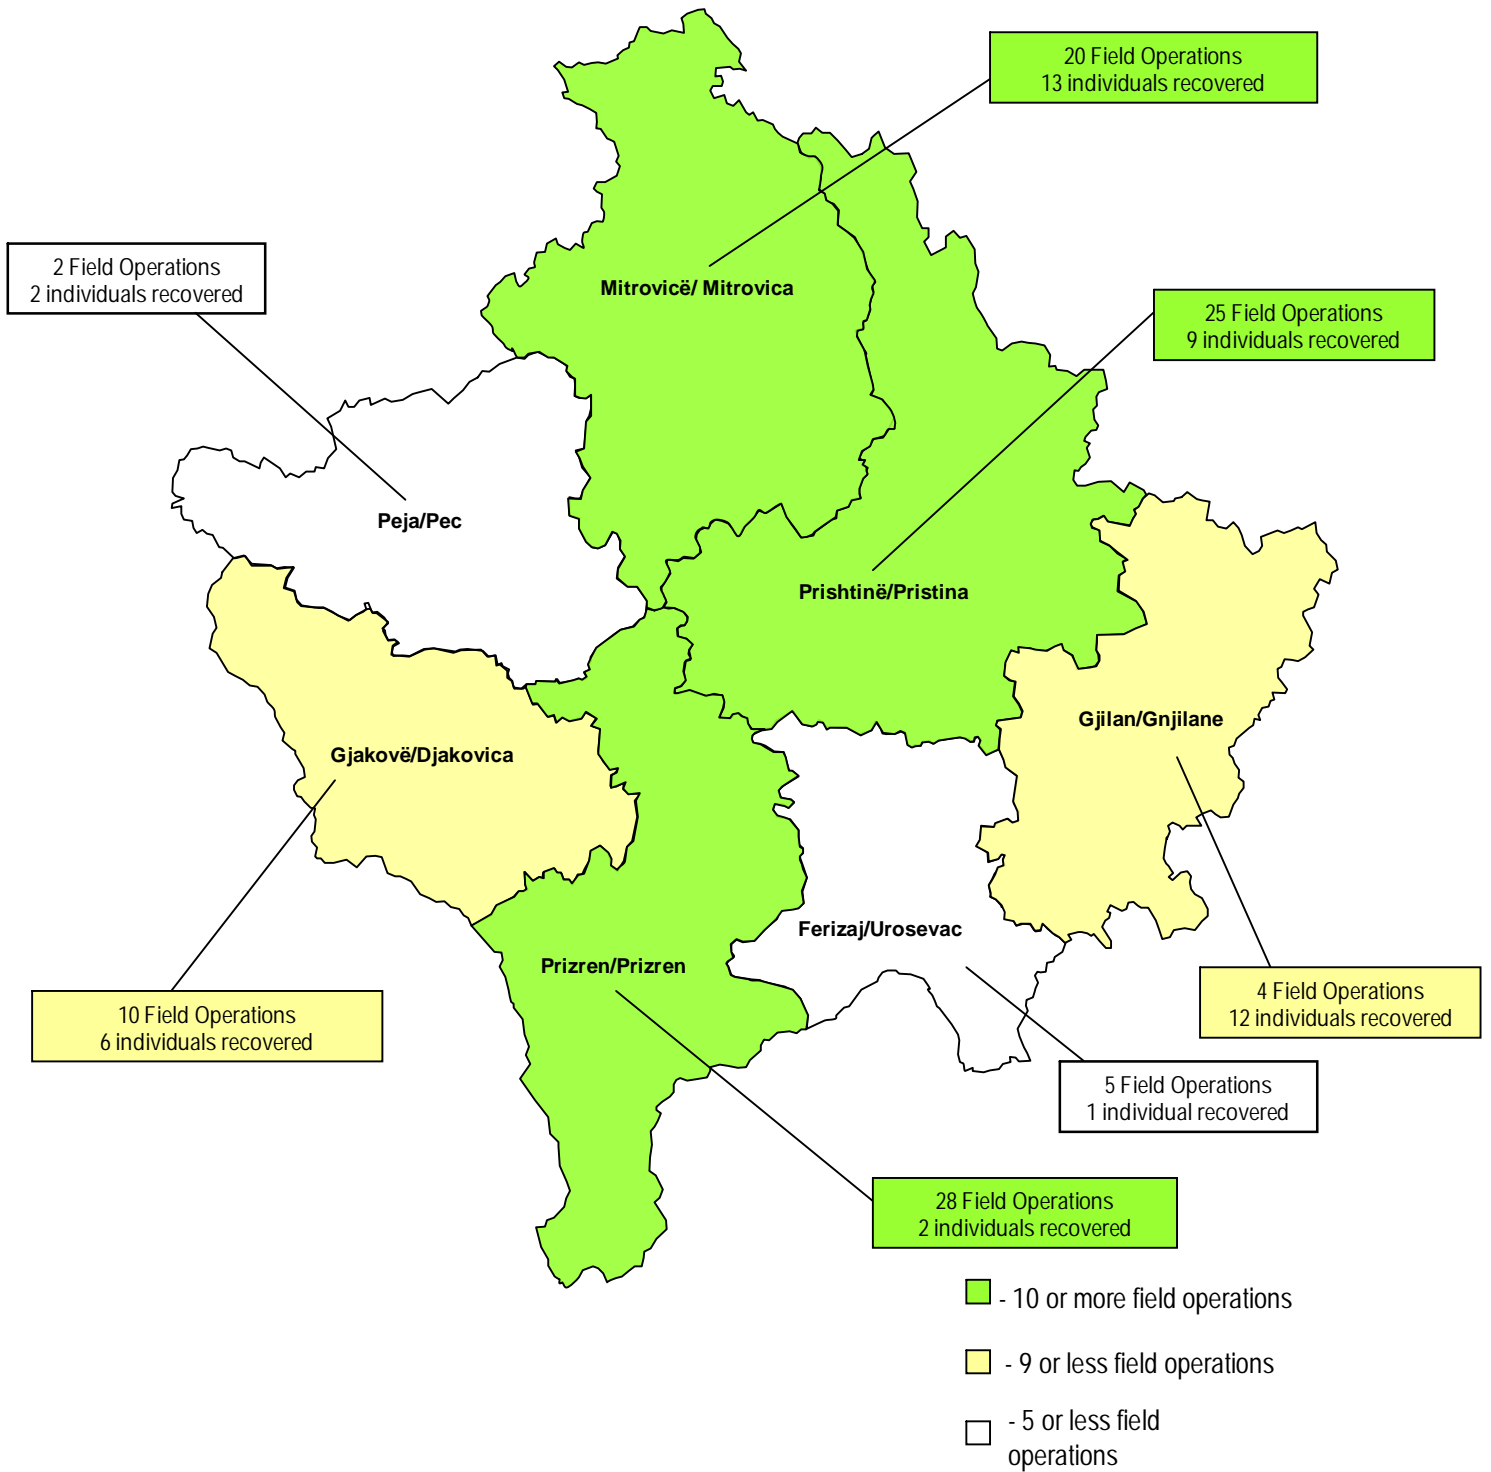 20 Field Operations
13 individuals recovered
2 Field Operations
2 individuals recovered
Mitrovicë/ Mitrovica
25 Field Operations
9 individuals recovered
Peja/Pec
Prishtinë/Pristina
Gjilan/Gnjilane
Gjakovë/Djakovica
Ferizaj/Urosevac
Prizren/Prizren
4 Field Operations
12 individuals recovered
10 Field Operations
6 individuals recovered
5 Field Operations
1 individual recovered
28 Field Operations
2 individuals recovered
- 10 or more field operations
- 9 or less field operations
- 5 or less field
operations